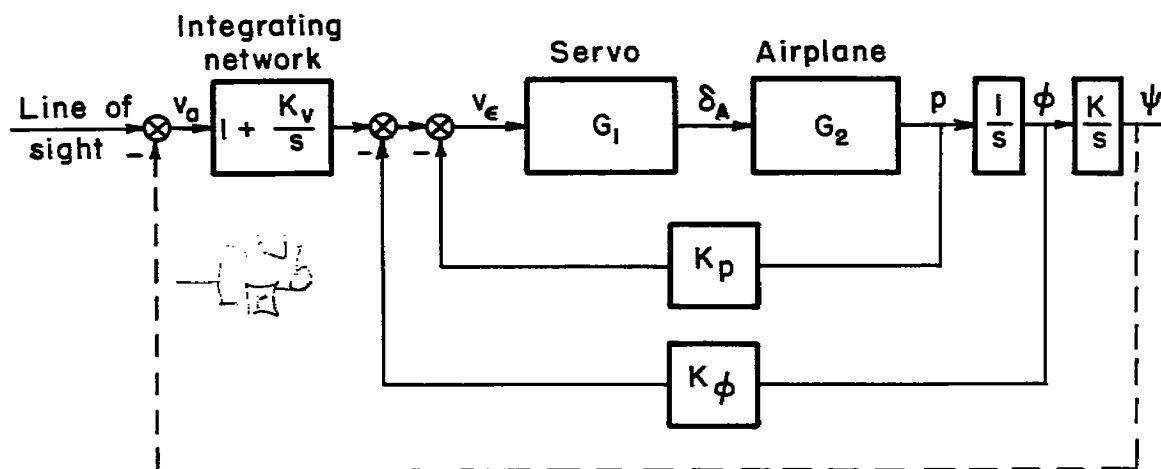 Integrating
network
Servo
Airplane
Line of
sight
v_a
1 + K_v/s
v_ε
G_1
δ_A
G_2
p
1/s
φ
K/s
ψ
-
-
-
K_p
K_φ